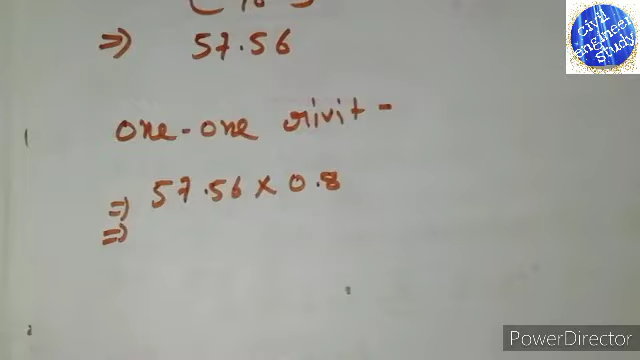 ⇒ 57.56
one-one rivit -
⇒ 57.56 × 0.8
⇒
civil
engineer
study
PowerDirector